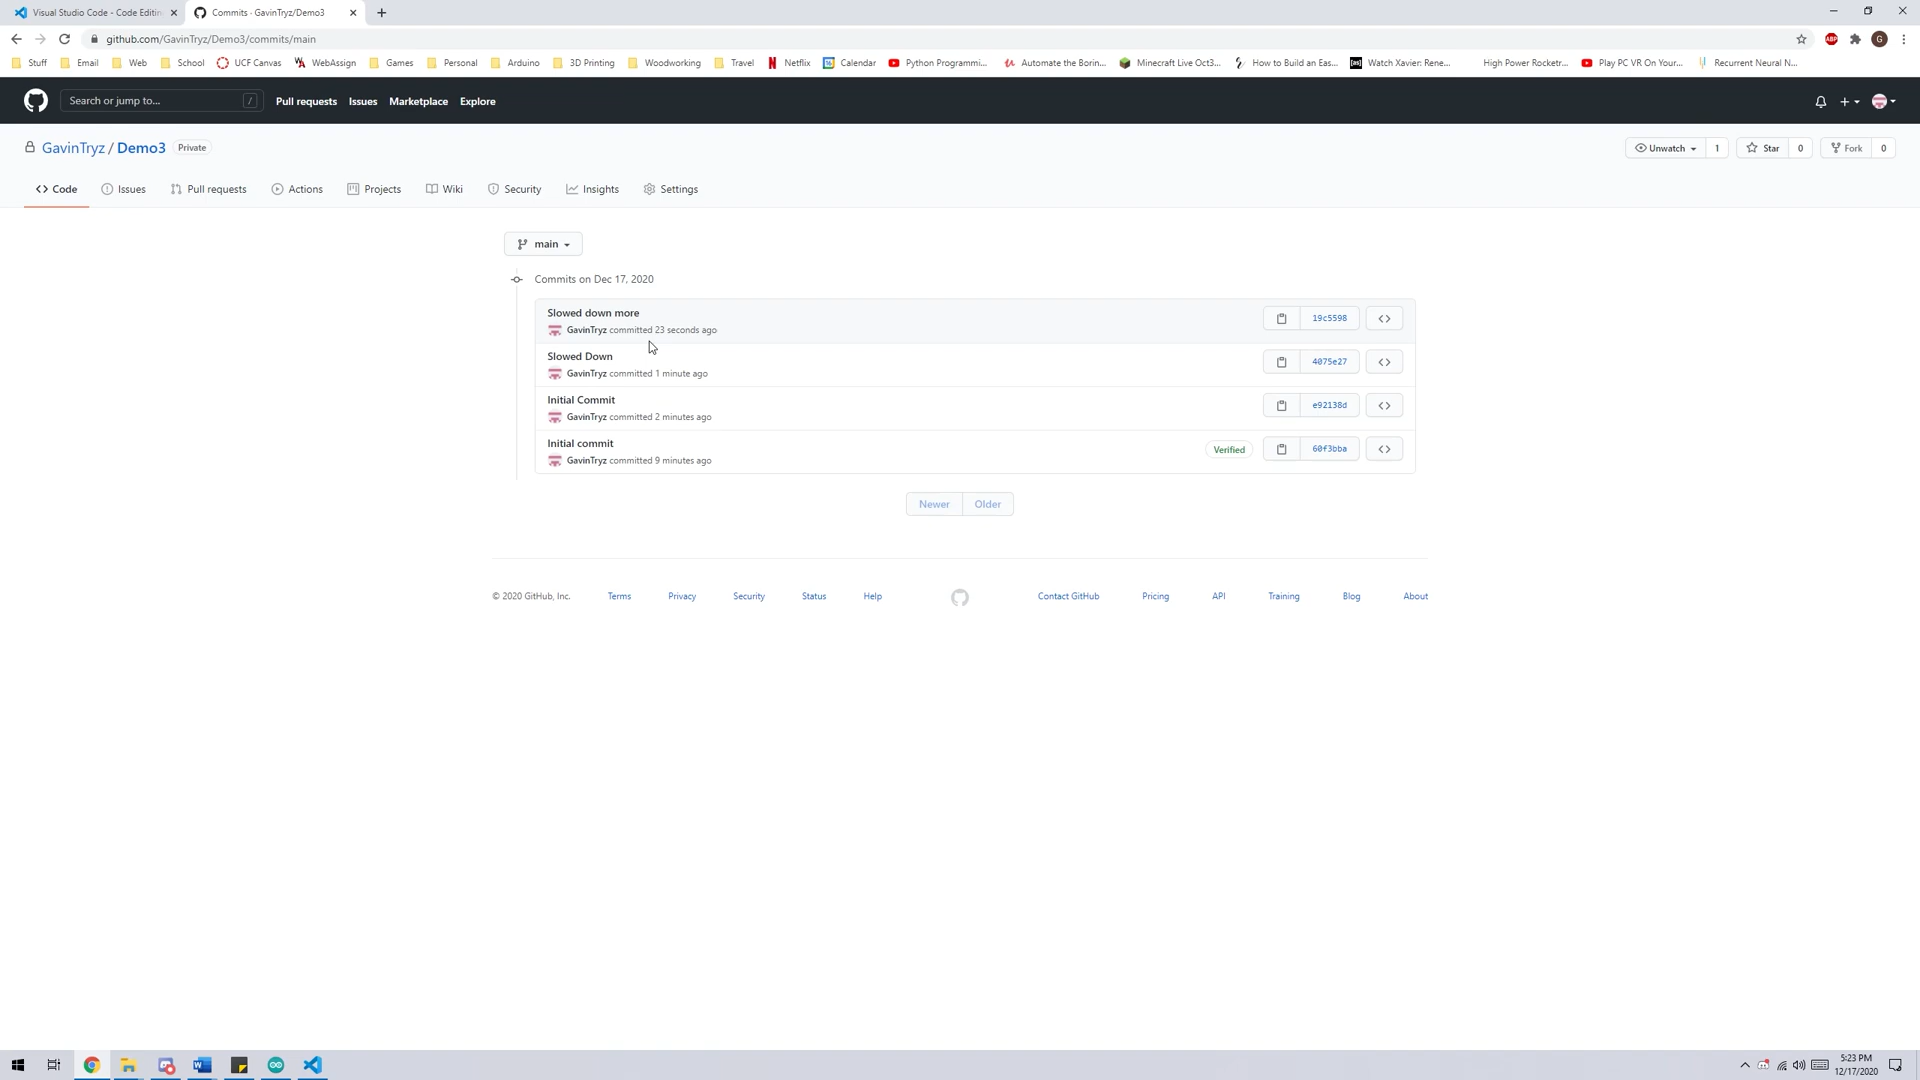 Visual Studio Code - Code Editin
Commits · GavinTryz/Demo3
github.com/GavinTryz/Demo3/commits/main
ABP
G
Stuff Email Web School UCF Canvas WebAssign Games Personal Arduino 3D Printing Woodworking Travel Netflix Calendar Python Programmi... Automate the Borin... Minecraft Live Oct3... How to Build an Eas... [as] Watch Xavier: Rene... High Power Rocketr... Play PC VR On Your... Recurrent Neural N...
Search or jump to... / Pull requests Issues Marketplace Explore
GavinTryz / Demo3 Private
Unwatch 1 Star 0 Fork 0
Code Issues Pull requests Actions Projects Wiki Security Insights Settings
main
Commits on Dec 17, 2020
Slowed down more
GavinTryz committed 23 seconds ago
19c5598
Slowed Down
GavinTryz committed 1 minute ago
4075e27
Initial Commit
GavinTryz committed 2 minutes ago
e92138d
Initial commit
GavinTryz committed 9 minutes ago
Verified
60f3bba
Newer Older
© 2020 GitHub, Inc. Terms Privacy Security Status Help Contact GitHub Pricing API Training Blog About
5:23 PM
12/17/2020